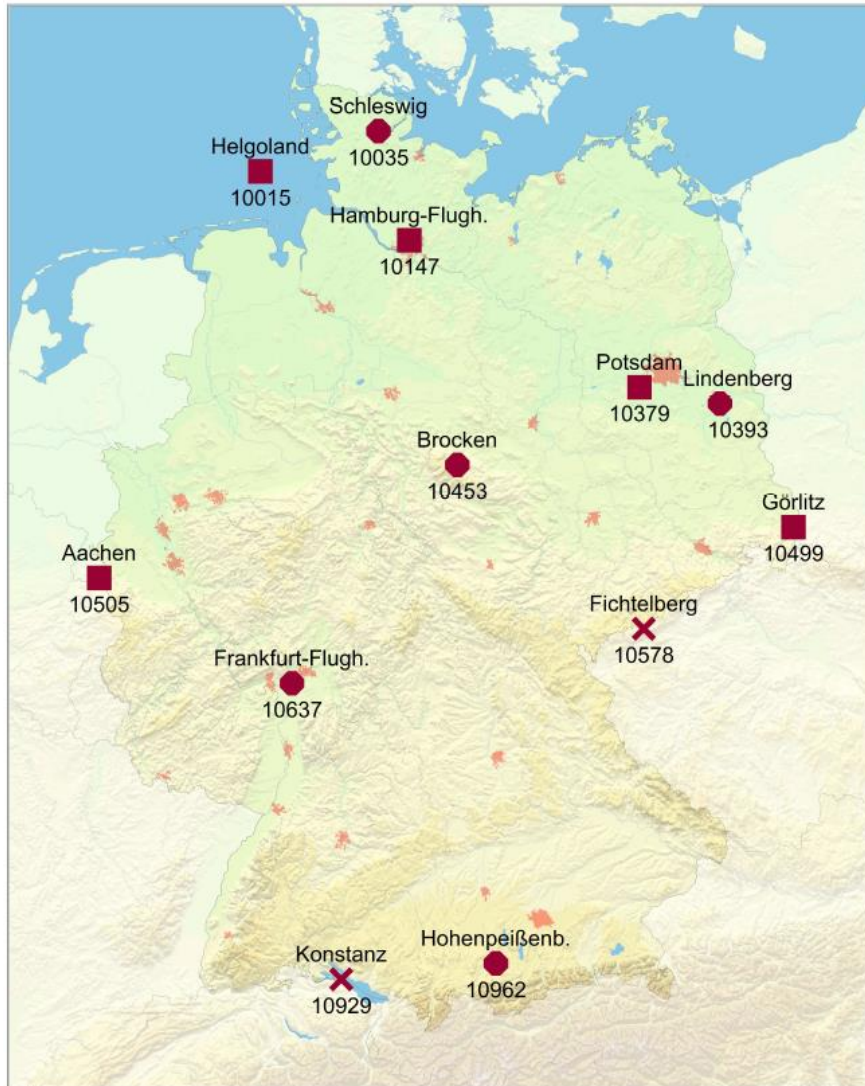 Schleswig
10035
Helgoland
10015
Hamburg-Flugh.
10147
Potsdam
10379
Lindenberg
10393
Brocken
10453
Görlitz
10499
Aachen
10505
Fichtelberg
10578
Frankfurt-Flugh.
10637
Hohenpeißenb.
10962
Konstanz
10929